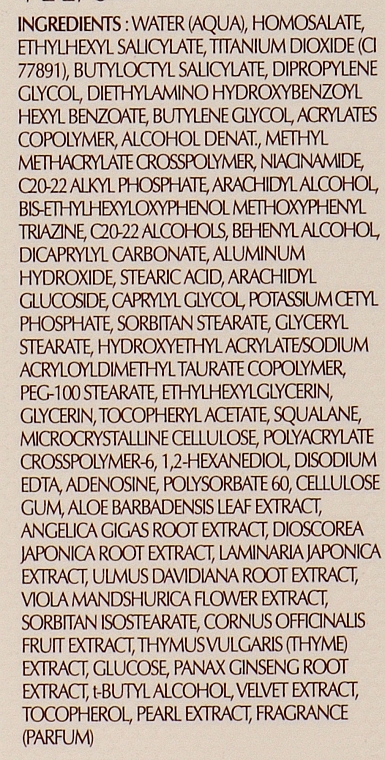 INGREDIENTS : WATER (AQUA), HOMOSALATE,
ETHYLHEXYL SALICYLATE, TITANIUM DIOXIDE (CI
77891), BUTYLOCTYL SALICYLATE, DIPROPYLENE
GLYCOL, DIETHYLAMINO HYDROXYBENZOYL
HEXYL BENZOATE, BUTYLENE GLYCOL, ACRYLATES
COPOLYMER, ALCOHOL DENAT., METHYL
METHACRYLATE CROSSPOLYMER, NIACINAMIDE,
C20-22 ALKYL PHOSPHATE, ARACHIDYL ALCOHOL,
BIS-ETHYLHEXYLOXYPHENOL METHOXYPHENYL
TRIAZINE, C20-22 ALCOHOLS, BEHENYL ALCOHOL,
DICAPRYLYL CARBONATE, ALUMINUM
HYDROXIDE, STEARIC ACID, ARACHIDYL
GLUCOSIDE, CAPRYLYL GLYCOL, POTASSIUM CETYL
PHOSPHATE, SORBITAN STEARATE, GLYCERYL
STEARATE, HYDROXYETHYL ACRYLATE/SODIUM
ACRYLOYLDIMETHYL TAURATE COPOLYMER,
PEG-100 STEARATE, ETHYLHEXYLGLYCERIN,
GLYCERIN, TOCOPHERYL ACETATE, SQUALANE,
MICROCRYSTALLINE CELLULOSE, POLYACRYLATE
CROSSPOLYMER-6, 1,2-HEXANEDIOL, DISODIUM
EDTA, ADENOSINE, POLYSORBATE 60, CELLULOSE
GUM, ALOE BARBADENSIS LEAF EXTRACT,
ANGELICA GIGAS ROOT EXTRACT, DIOSCOREA
JAPONICA ROOT EXTRACT, LAMINARIA JAPONICA
EXTRACT, ULMUS DAVIDIANA ROOT EXTRACT,
VIOLA MANDSHURICA FLOWER EXTRACT,
SORBITAN ISOSTEARATE, CORNUS OFFICINALIS
FRUIT EXTRACT, THYMUS VULGARIS (THYME)
EXTRACT, GLUCOSE, PANAX GINSENG ROOT
EXTRACT, t-BUTYL ALCOHOL, VELVET EXTRACT,
TOCOPHEROL, PEARL EXTRACT, FRAGRANCE
(PARFUM)